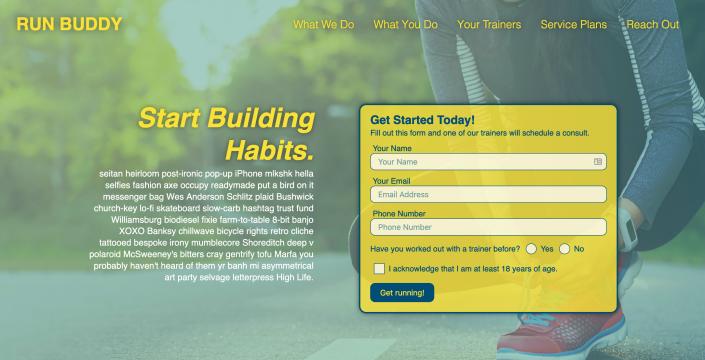 RUN BUDDY
What We Do
What You Do
Your Trainers
Service Plans
Reach Out
Start Building
Habits.
seitan heirloom post-ironic pop-up iPhone mlkshk hella
selfies fashion axe occupy readymade put a bird on it
messenger bag Wes Anderson Schlitz plaid Bushwick
church-key lo-fi skateboard slow-carb hashtag trust fund
Williamsburg biodiesel fixie farm-to-table 8-bit banjo
XOXO Banksy chillwave bicycle rights retro cliche
tattooed bespoke irony mumblecore Shoreditch deep v
polaroid McSweeney's bitters cray gentrify tofu Marfa you
probably haven't heard of them yr banh mi asymmetrical
art party selvage letterpress High Life.
Get Started Today!
Fill out this form and one of our trainers will schedule a consult.
Your Name
Your Name
Your Email
Email Address
Phone Number
Phone Number
Have you worked out with a trainer before? Yes No
I acknowledge that I am at least 18 years of age.
Get running!